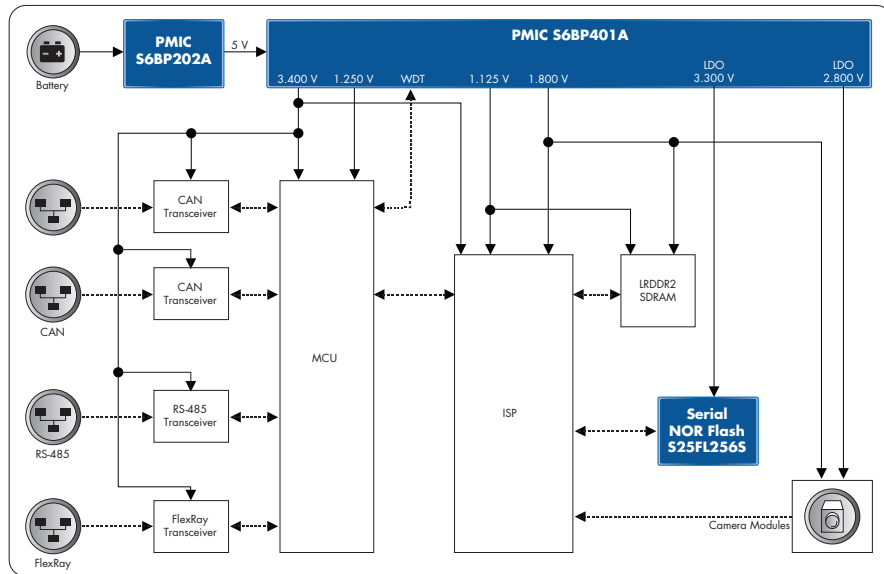 PMIC
S6BP202A
5 V
PMIC S6BP401A
3.400 V
1.250 V
WDT
1.125 V
1.800 V
LDO
3.300 V
LDO
2.800 V
Battery
CAN
Transceiver
CAN
Transceiver
CAN
RS-485
Transceiver
RS-485
FlexRay
Transceiver
FlexRay
MCU
ISP
LRDDR2
SDRAM
Serial
NOR Flash
S25FL256S
Camera Modules